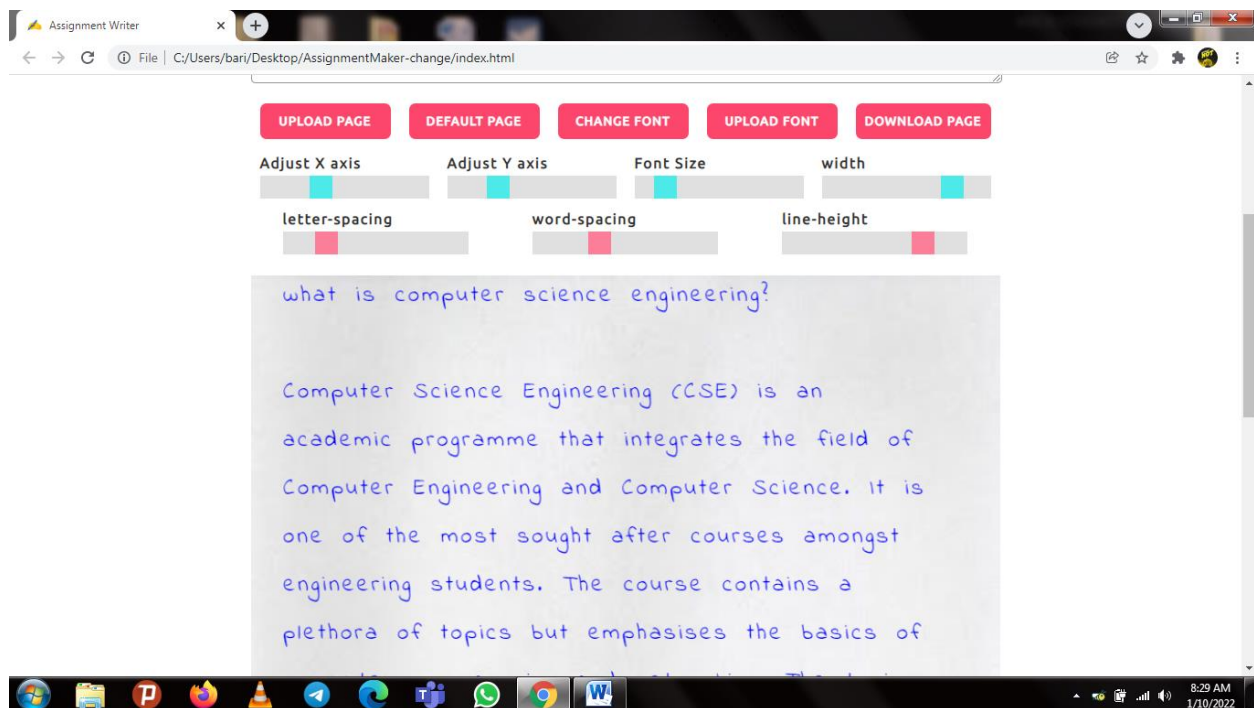 Assignment Writer
File | C:/Users/bari/Desktop/AssignmentMaker-change/index.html
UPLOAD PAGE DEFAULT PAGE CHANGE FONT UPLOAD FONT DOWNLOAD PAGE
Adjust X axis Adjust Y axis Font Size width
letter-spacing word-spacing line-height
what is computer science engineering?
Computer Science Engineering (CSE) is an
academic programme that integrates the field of
Computer Engineering and Computer Science. It is
one of the most sought after courses amongst
engineering students. The course contains a
plethora of topics but emphasises the basics of
8:29 AM
1/10/2022